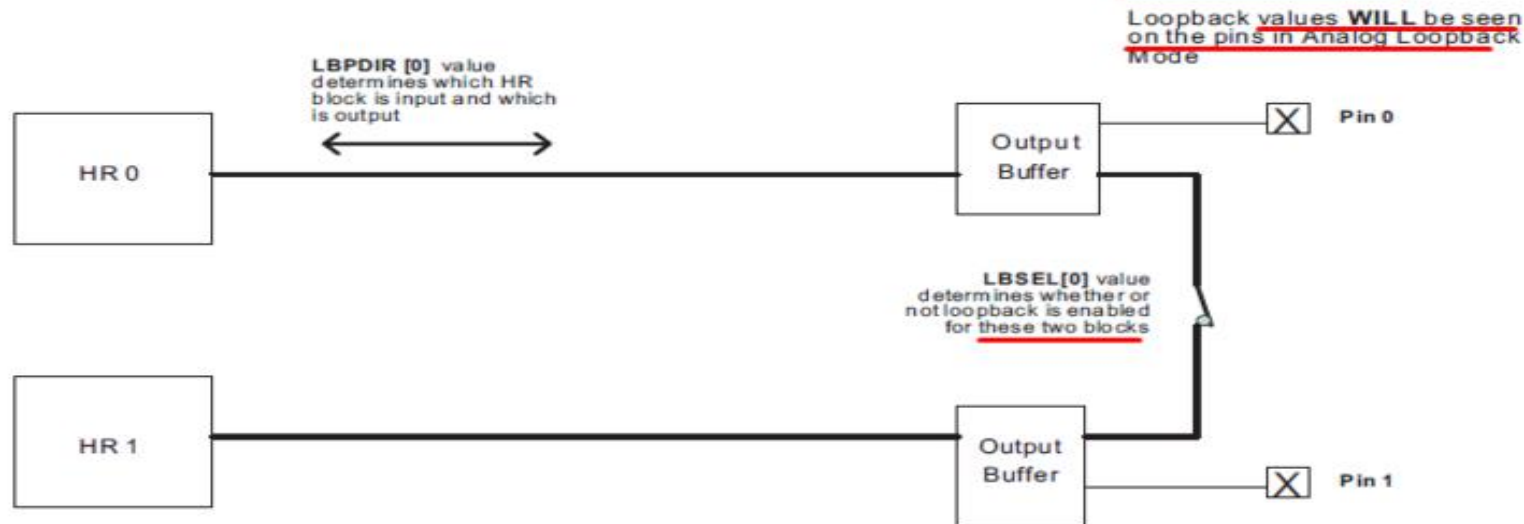 Loopback values WILL be seen
on the pins in Analog Loopback
Mode
LBPDIR [0] value
determines which HR
block is input and which
is output
HR 0
Output
Buffer
X
Pin 0
LBSEL[0] value
determines whether or
not loopback is enabled
for these two blocks
HR 1
Output
Buffer
X
Pin 1